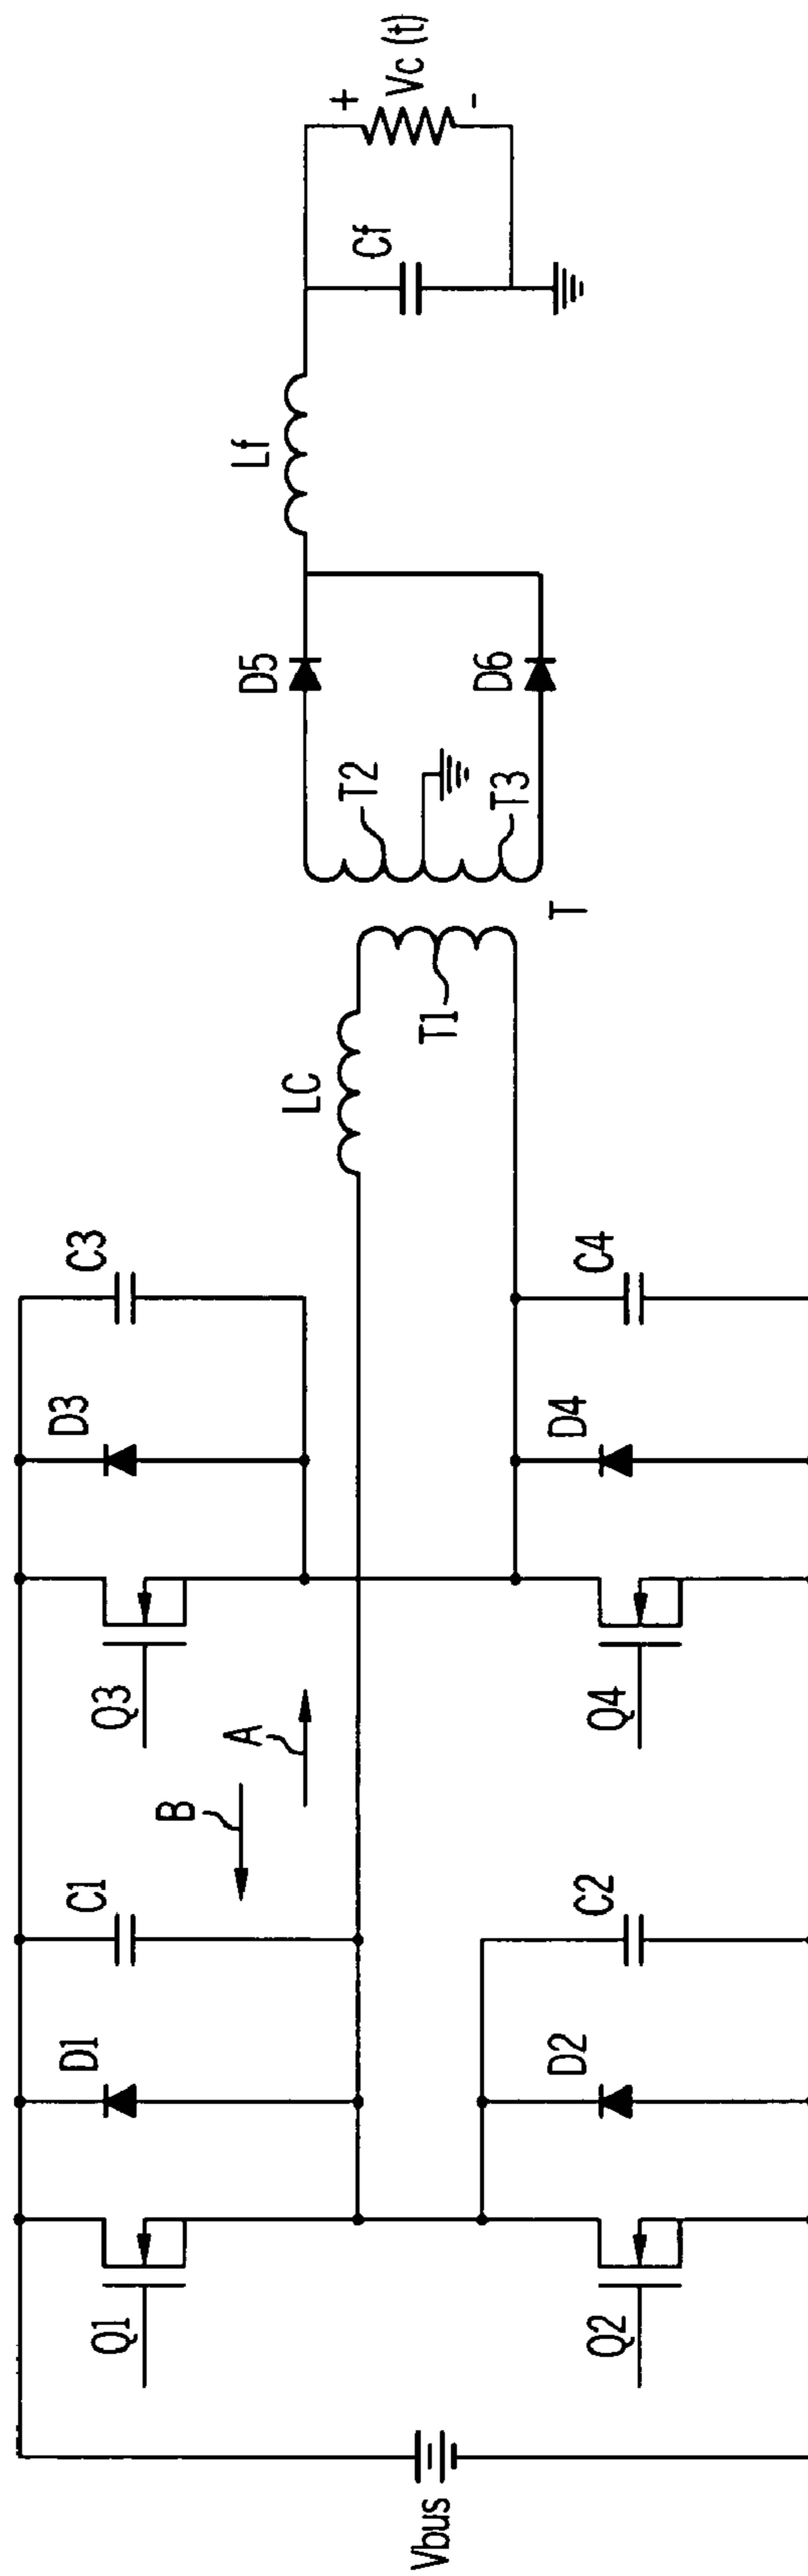 Vbus
Q1
D1
C1
Q2
D2
C2
B
A
Q3
D3
C3
Q4
D4
C4
LC
T1
T
T2
T3
D5
D6
Lf
Cf
+
Vc (t)
-